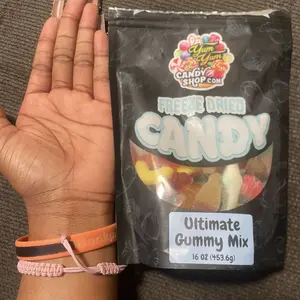 Yum
Yum
CANDY
SHOP.COM
FREEZE DRIED
CANDY
Ultimate
Gummy Mix
16 OZ (453.6g)